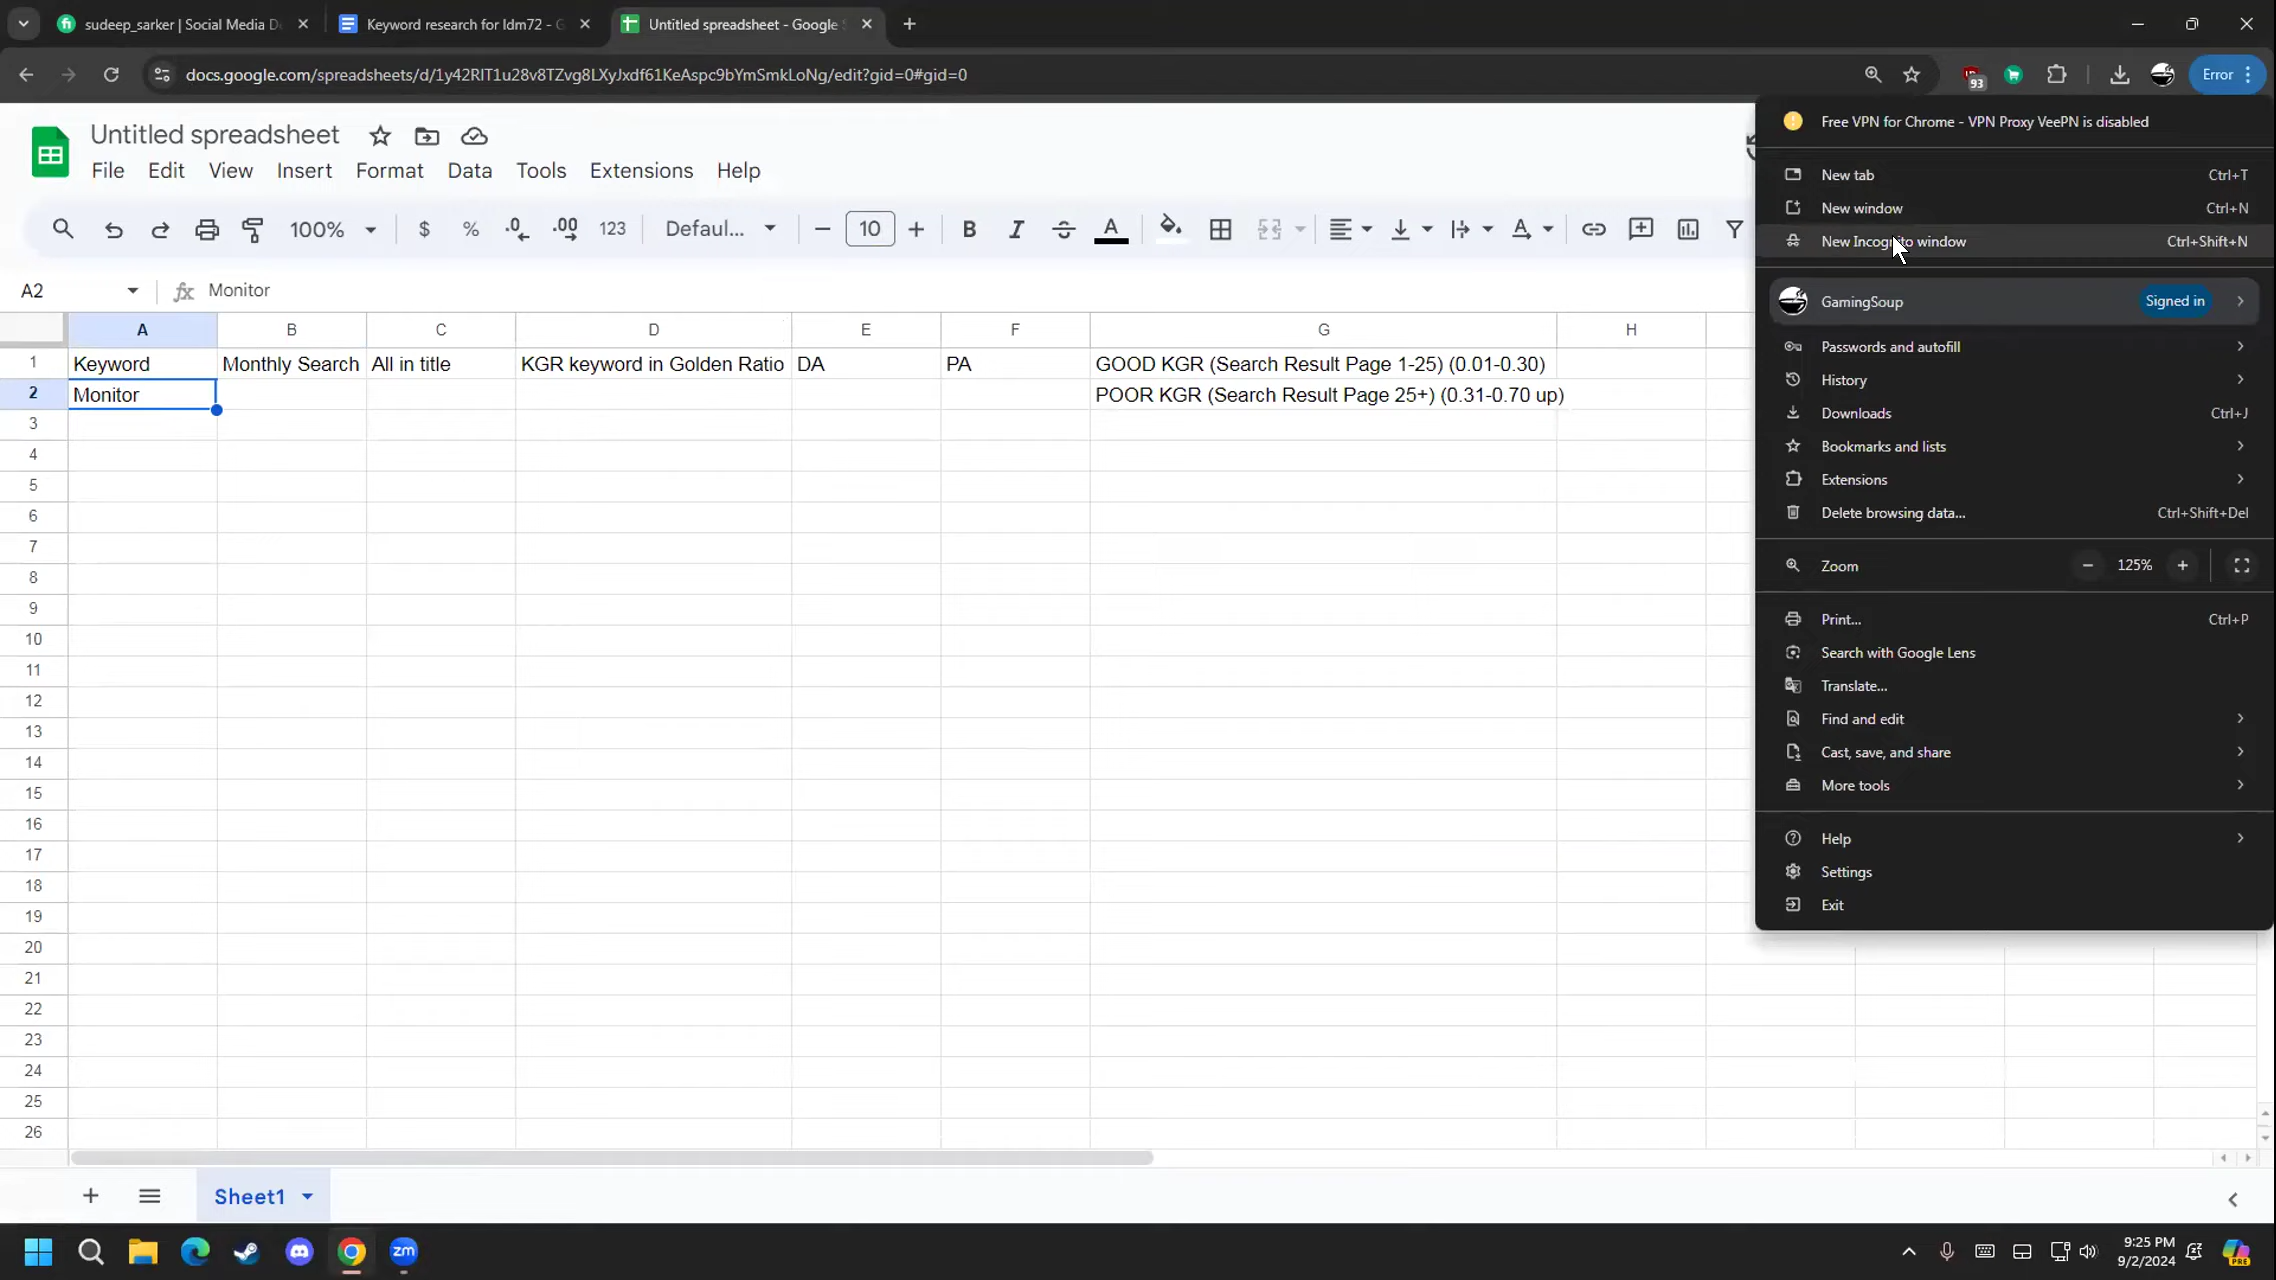 sudeep_sarker | Social Media D
Keyword research for ldm72 - G
Untitled spreadsheet - Google S
docs.google.com/spreadsheets/d/1y42RIT1u28v8TZvg8LXyJxdf61KeAspc9bYmSmkLoNg/edit?gid=0#gid=0
93
Error
Untitled spreadsheet
File Edit View Insert Format Data Tools Extensions Help
100% $ % .0 .00 123 Defaul... 10 B I A A
A2 fx Monitor
A B C D E F G H
1 Keyword Monthly Search All in title KGR keyword in Golden Ratio DA PA GOOD KGR (Search Result Page 1-25) (0.01-0.30)
2 Monitor POOR KGR (Search Result Page 25+) (0.31-0.70 up)
3
4
5
6
7
8
9
10
11
12
13
14
15
16
17
18
19
20
21
22
23
24
25
26
Free VPN for Chrome - VPN Proxy VeePN is disabled
New tab Ctrl+T
New window Ctrl+N
New Incognito window Ctrl+Shift+N
GamingSoup Signed in
Passwords and autofill
History
Downloads Ctrl+J
Bookmarks and lists
Extensions
Delete browsing data... Ctrl+Shift+Del
Zoom 125%
Print... Ctrl+P
Search with Google Lens
Translate...
Find and edit
Cast, save, and share
More tools
Help
Settings
Exit
Sheet1
zm
9:25 PM
9/2/2024
PRE